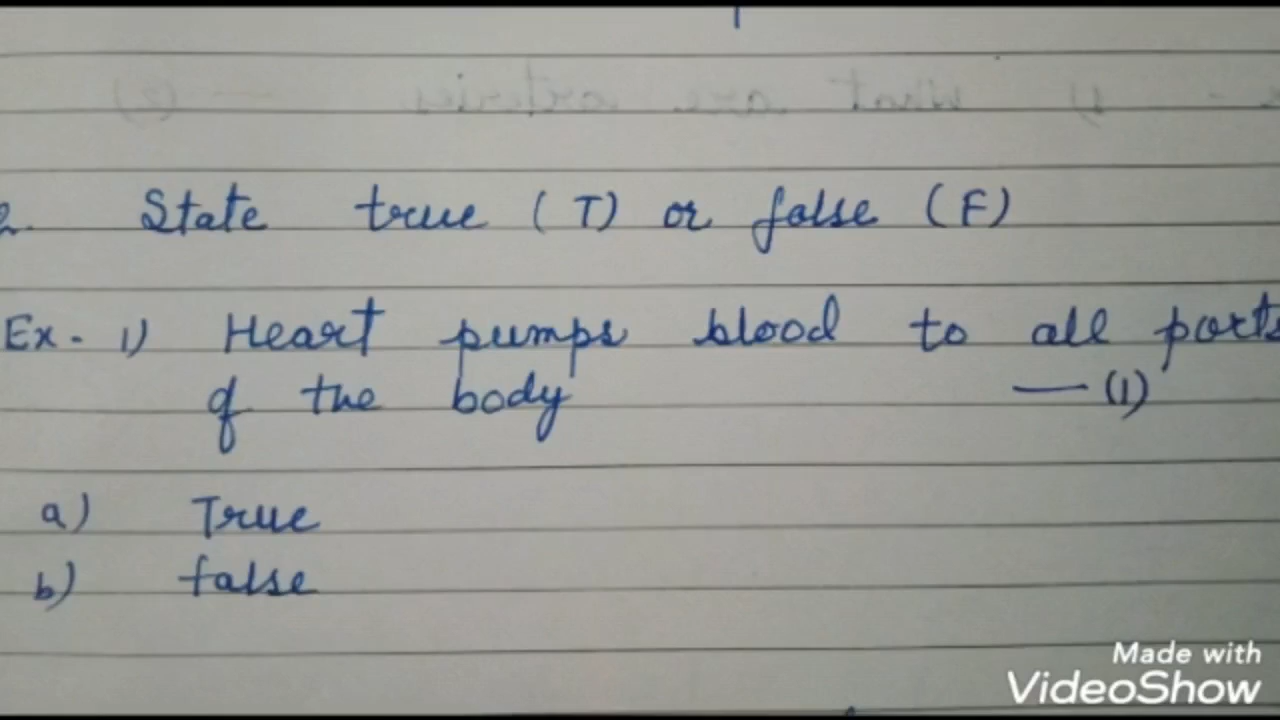 2. State true (T) or false (F)
Ex. 1) Heart pumps blood to all parts
of the body — (1)
a) True
b) false
Made with
VideoShow